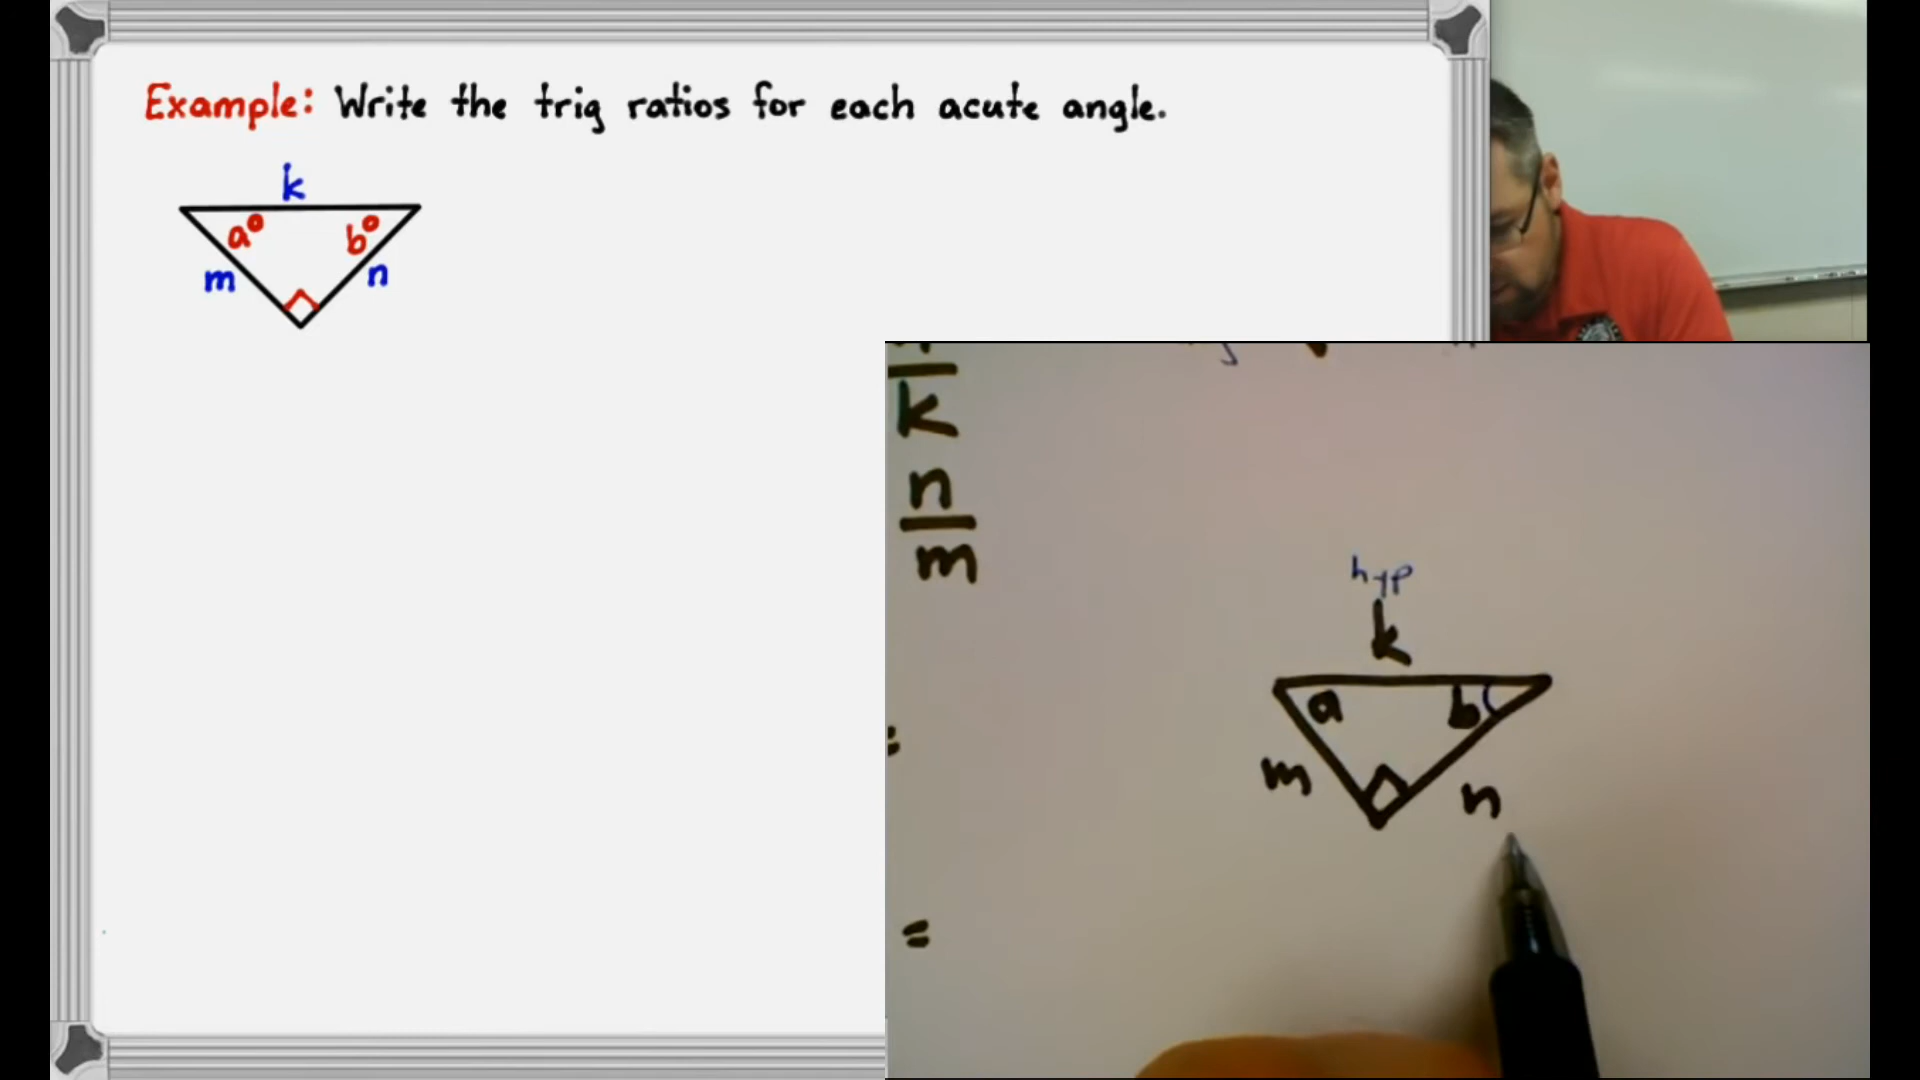 Example: Write the trig ratios for each acute angle.
k
a° b°
m n
k
n
m
hyp
k
a b
m n
=
=